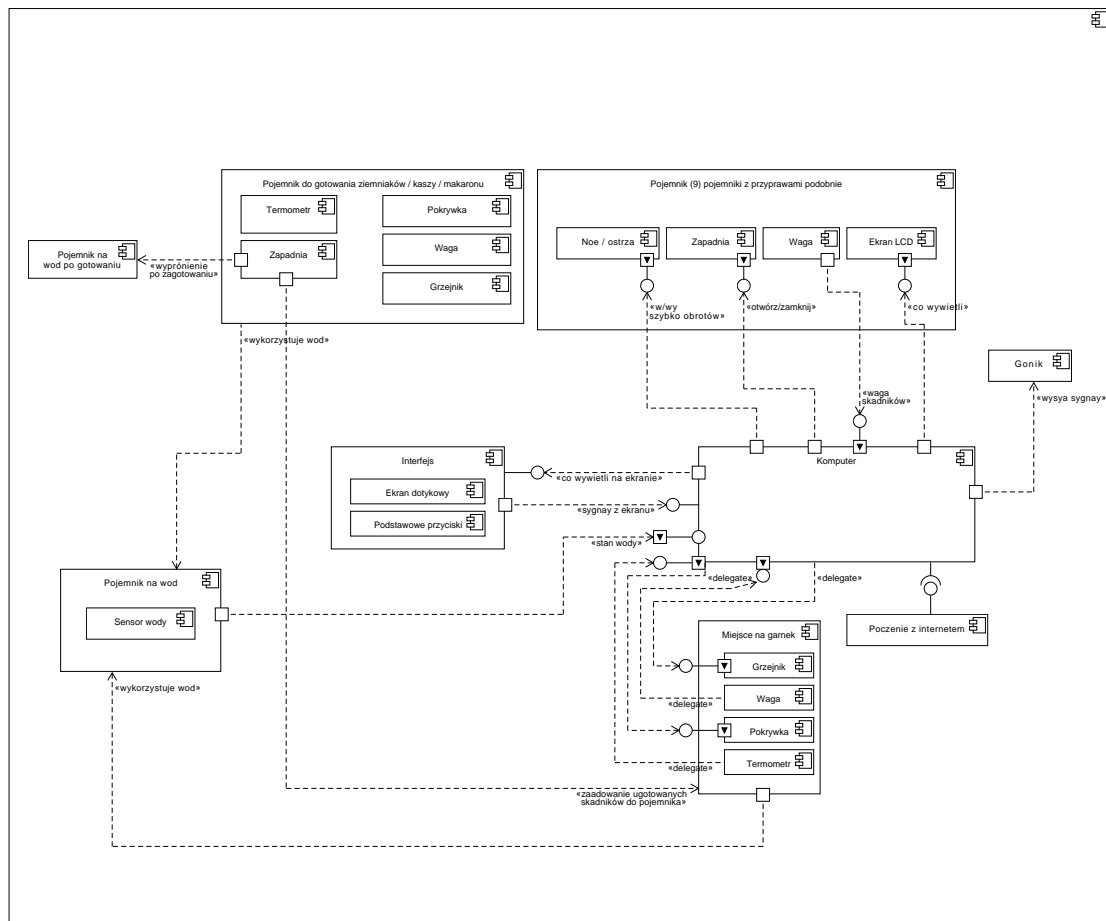 Pojemnik do gotowania ziemniaków / kaszy / makaronu
Termometr
Pokrywka
Zapadnia
Waga
Grzejnik
Pojemnik (9) pojemniki z przyprawami podobnie
Noe / ostrza
Zapadnia
Waga
Ekran LCD
Pojemnik na
wod po gotowaniu
«wyprónienie
po zagotowaniu»
«w/wy
szybko obrotów»
«otwórz/zamknij»
«co wywietli»
«wykorzystuje wod»
Gonik
«waga
skadników»
«wysya sygnay»
Interfejs
Ekran dotykowy
Podstawowe przyciski
Komputer
«co wywietli na ekranie»
«sygnay z ekranu»
«stan wody»
«delegate»
«delegate»
Pojemnik na wod
Sensor wody
Poczenie z internetem
Miejsce na garnek
Grzejnik
Waga
«delegate»
Pokrywka
Termometr
«delegate»
«wykorzystuje wod»
«zaadowanie ugotowanych
skadników do pojemnika»